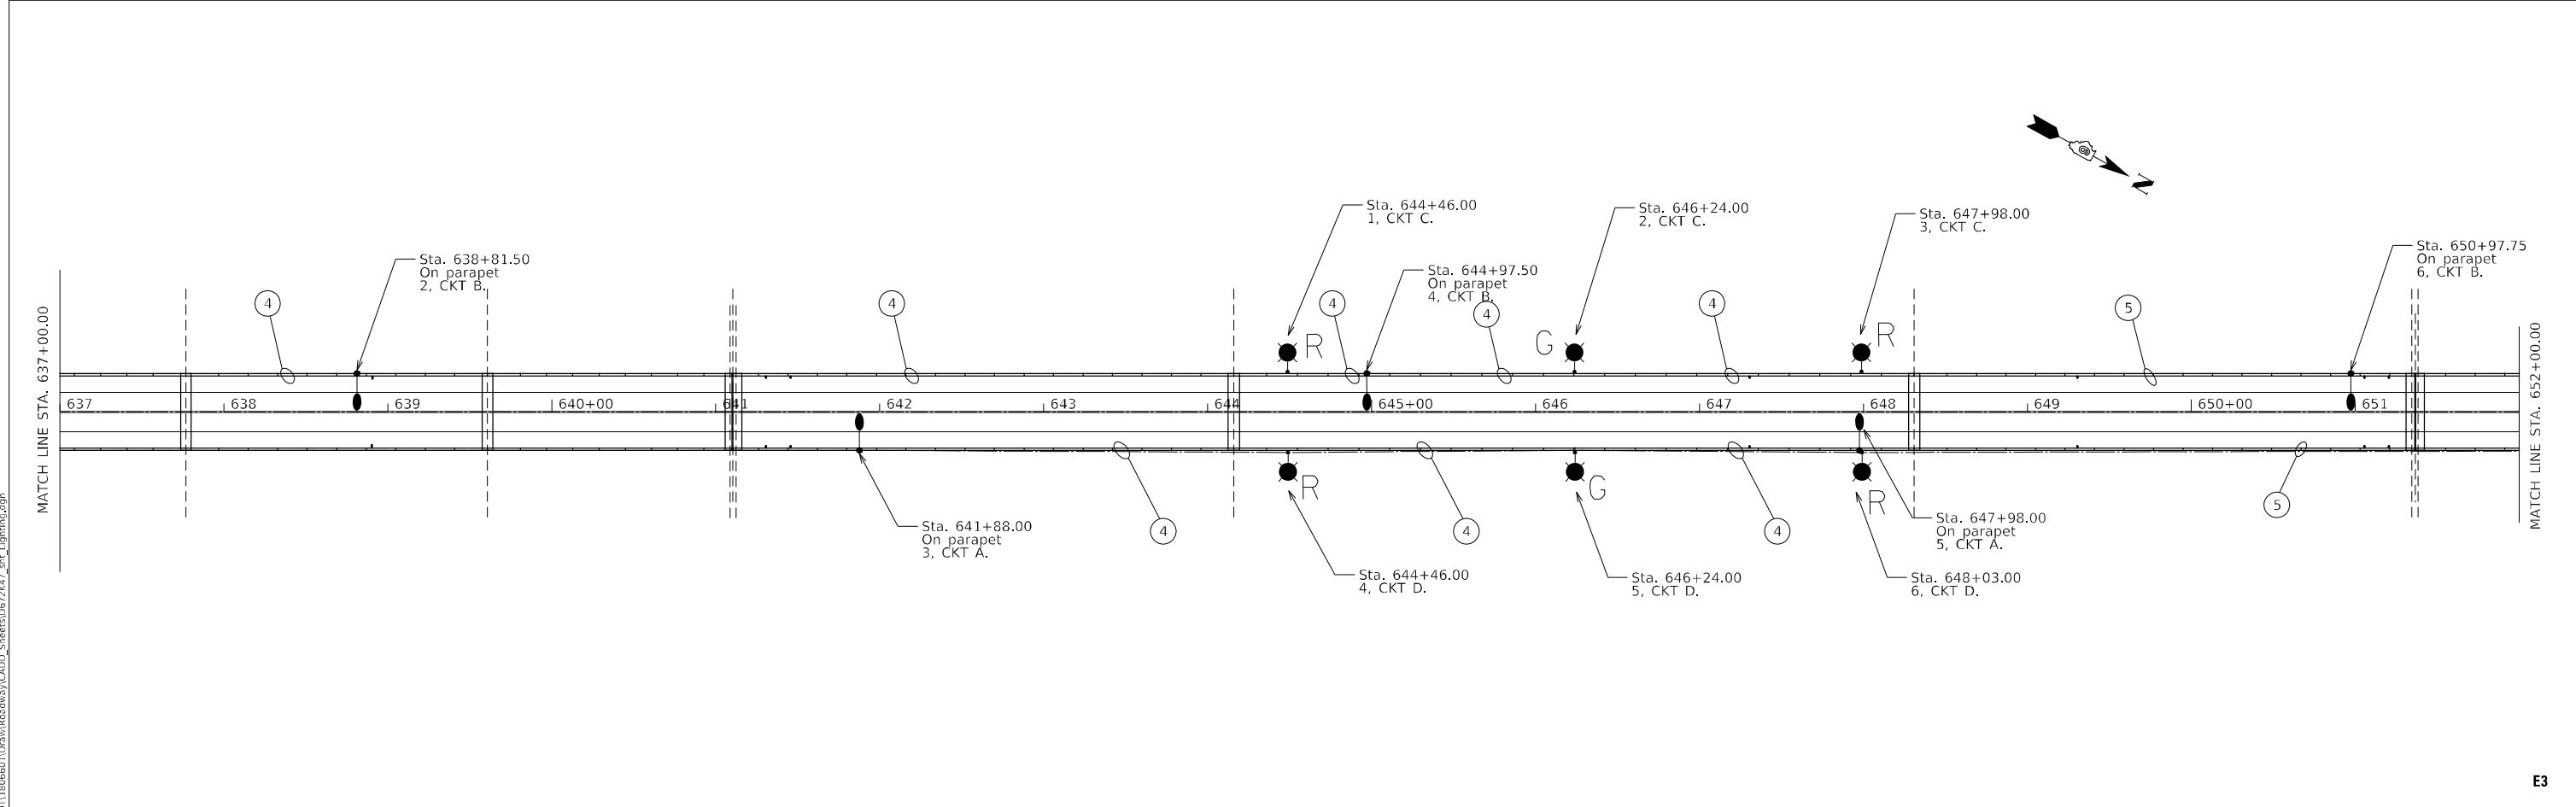 Sta. 644+46.00
1, CKT C.
Sta. 646+24.00
2, CKT C.
Sta. 647+98.00
3, CKT C.
N
Sta. 638+81.50
On parapet
2, CKT B.
Sta. 644+97.50
On parapet
4, CKT B.
Sta. 650+97.75
On parapet
6, CKT B.
4
4
4
4
4
5
R
G
R
MATCH LINE STA. 637+00.00
637
638
639
640+00
641
642
643
644
645+00
646
647
648
649
650+00
651
MATCH LINE STA. 652+00.00
R
G
R
4
4
4
5
Sta. 641+88.00
On parapet
3, CKT A.
Sta. 647+98.00
On parapet
5, CKT A.
Sta. 644+46.00
4, CKT D.
Sta. 646+24.00
5, CKT D.
Sta. 648+03.00
6, CKT D.
E3